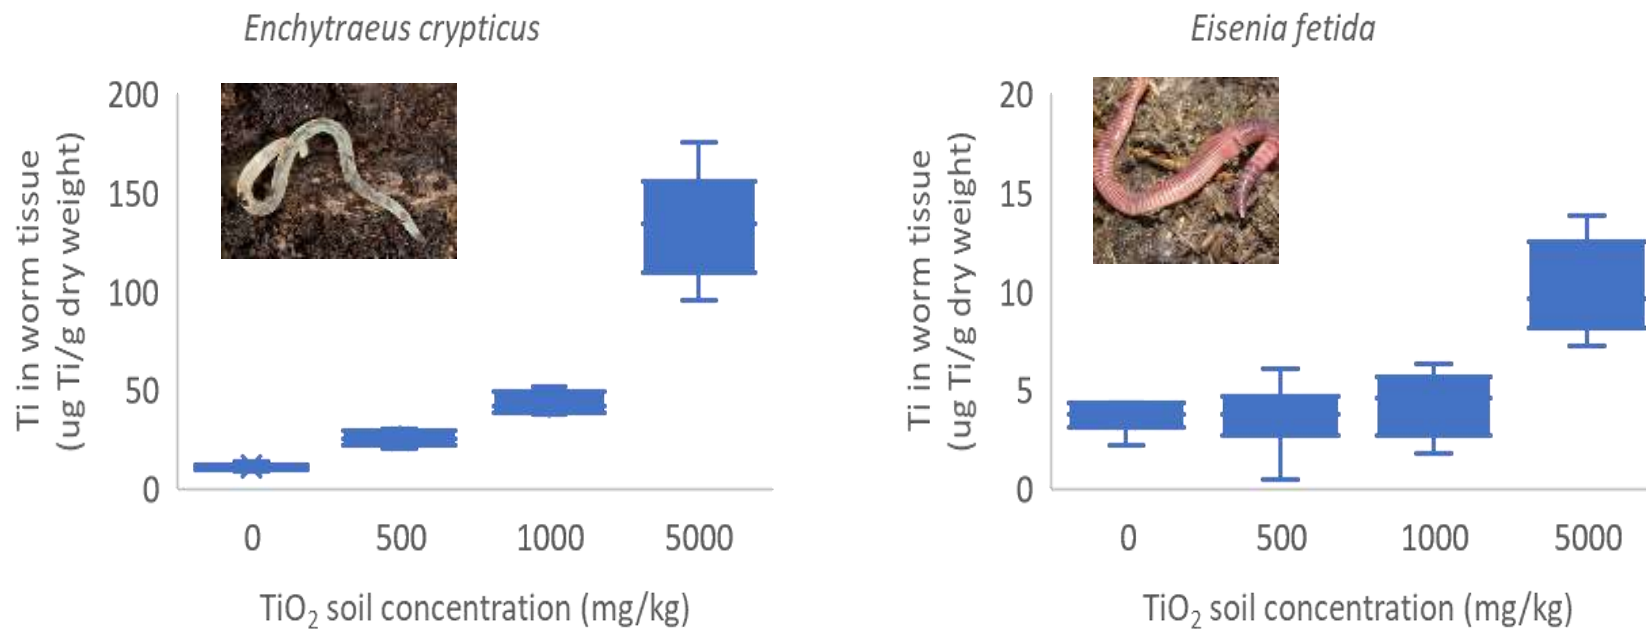 Enchytraeus crypticus
Ti in worm tissue
(ug Ti/g dry weight)
200
150
100
50
0
0 500 1000 5000
TiO₂ soil concentration (mg/kg)
Eisenia fetida
Ti in worm tissue
(ug Ti/g dry weight)
20
15
10
5
0
0 500 1000 5000
TiO₂ soil concentration (mg/kg)